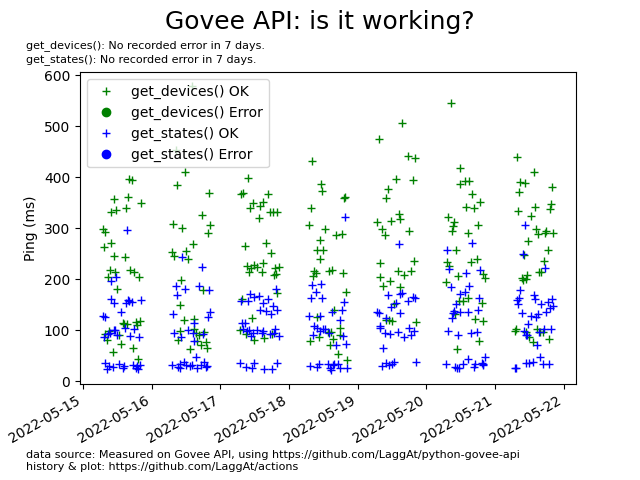 Govee API: is it working?
get_devices(): No recorded error in 7 days.
get_states(): No recorded error in 7 days.
get_devices() OK
get_devices() Error
get_states() OK
get_states() Error
Ping (ms)
600
500
400
300
200
100
0
2022-05-15
2022-05-16
2022-05-17
2022-05-18
2022-05-19
2022-05-20
2022-05-21
2022-05-22
data source: Measured on Govee API, using https://github.com/LaggAt/python-govee-api
history & plot: https://github.com/LaggAt/actions